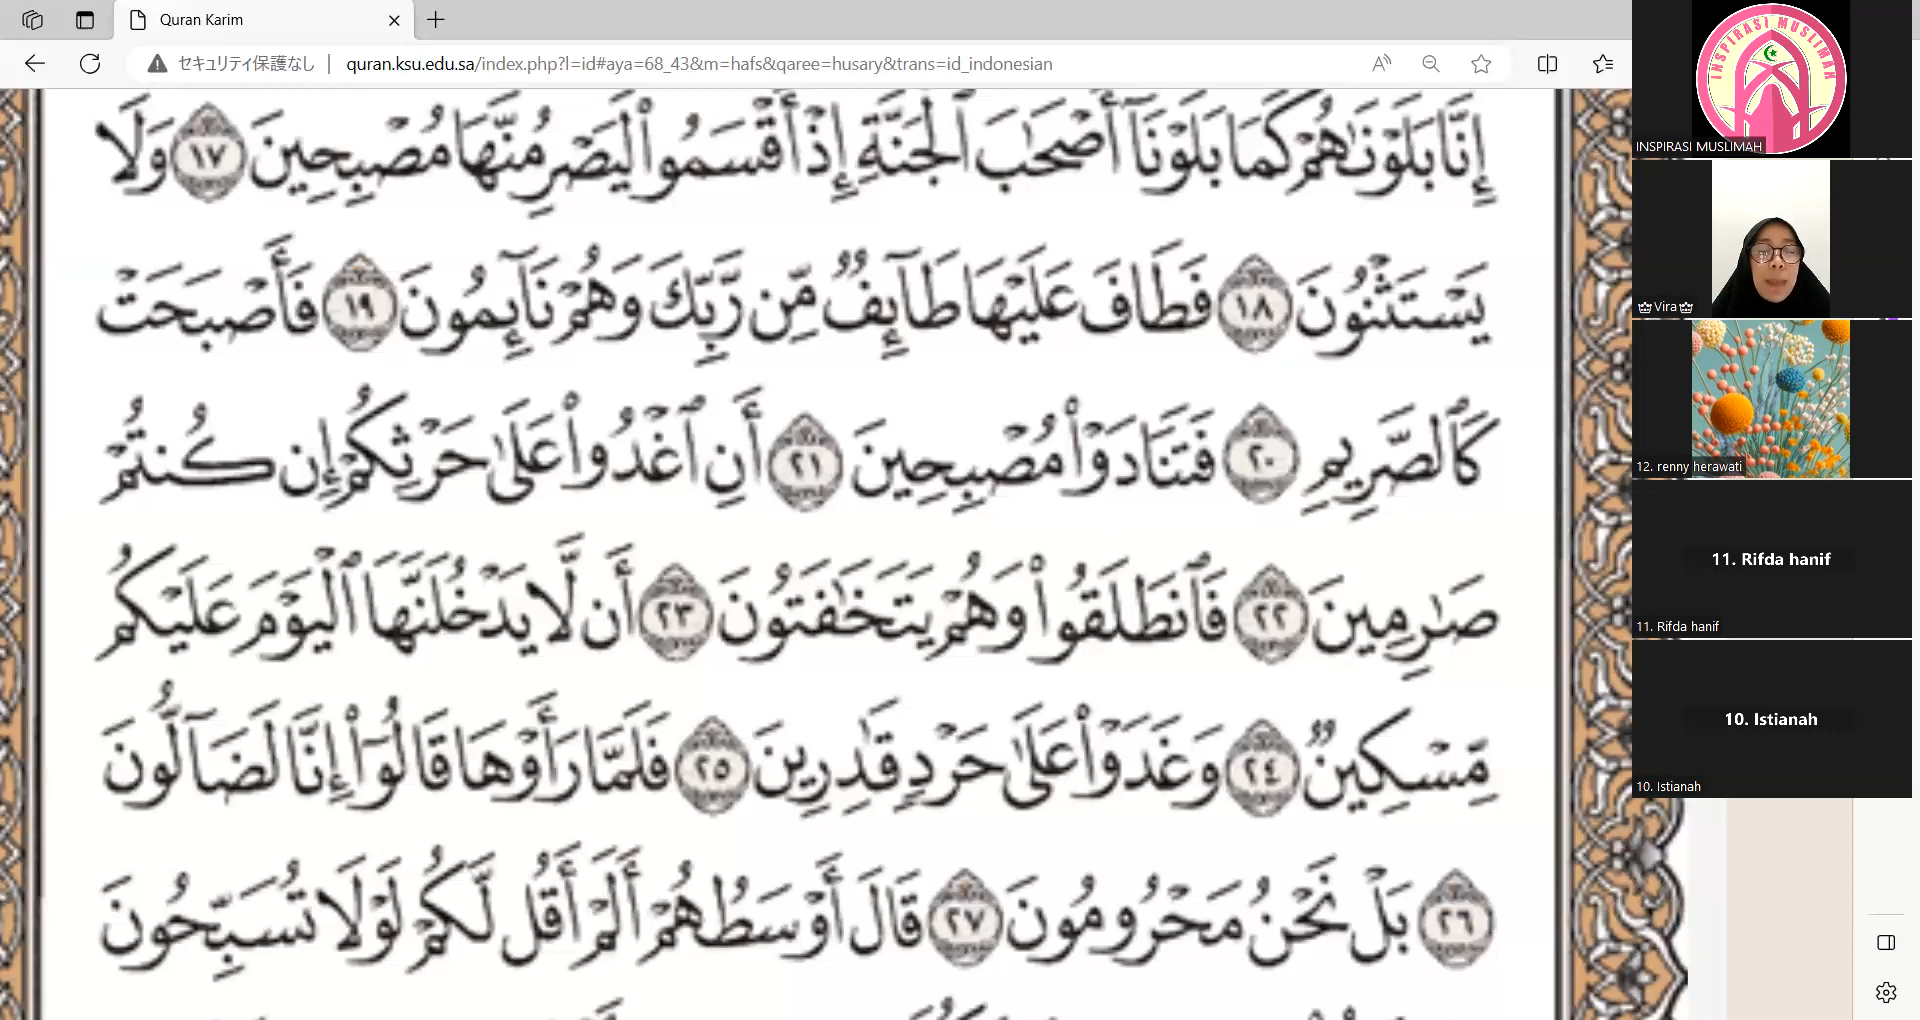 Quran Karim
セキュリティ保護なし
quran.ksu.edu.sa/index.php?l=id#aya=68_43&m=hafs&qaree=husary&trans=id_indonesian
إِنَّا بَلَوْنَٰهُمْ كَمَا بَلَوْنَآ أَصْحَٰبَ ٱلْجَنَّةِ إِذْ أَقْسَمُوا۟ لَيَصْرِمُنَّهَا مُصْبِحِينَ ١٧ وَلَا
يَسْتَثْنُونَ ١٨ فَطَافَ عَلَيْهَا طَآئِفٌ مِّن رَّبِّكَ وَهُمْ نَآئِمُونَ ١٩ فَأَصْبَحَتْ
كَٱلصَّرِيمِ ٢٠ فَتَنَادَوْا۟ مُصْبِحِينَ ٢١ أَنِ ٱغْدُوا۟ عَلَىٰ حَرْثِكُمْ إِن كُنتُمْ
صَٰرِمِينَ ٢٢ فَٱنطَلَقُوا۟ وَهُمْ يَتَخَٰفَتُونَ ٢٣ أَن لَّا يَدْخُلَنَّهَا ٱلْيَوْمَ عَلَيْكُم
مِّسْكِينٌ ٢٤ وَغَدَوْا۟ عَلَىٰ حَرْدٍ قَٰدِرِينَ ٢٥ فَلَمَّا رَأَوْهَا قَالُوٓا۟ إِنَّا لَضَآلُّونَ
٢٦ بَلْ نَحْنُ مَحْرُومُونَ ٢٧ قَالَ أَوْسَطُهُمْ أَلَمْ أَقُل لَّكُمْ لَوْلَا تُسَبِّحُونَ
INSPIRASI MUSLIMAH
INSPIRASI MUSLIMAH
Vira
12. renny herawati
11. Rifda hanif
11. Rifda hanif
10. Istianah
10. Istianah